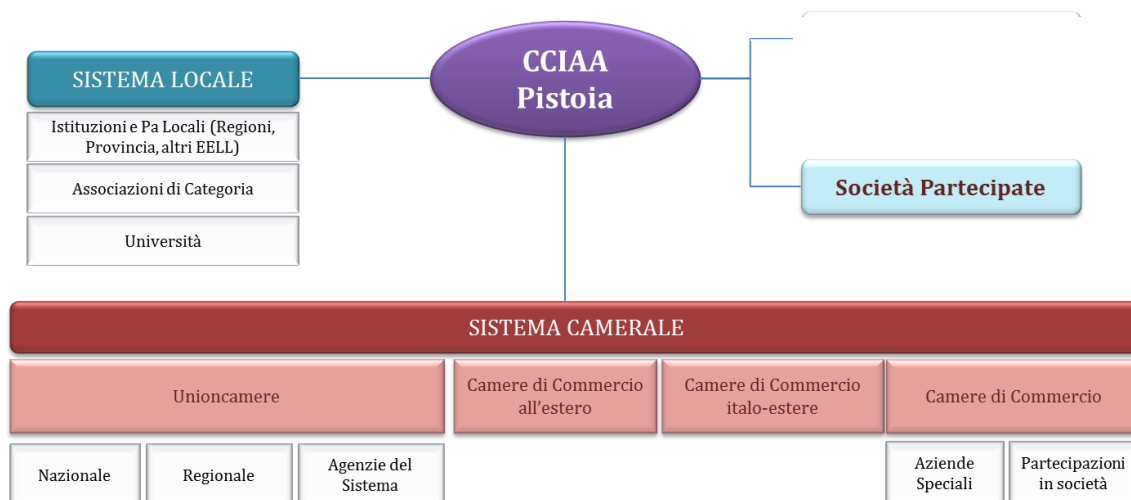 CCIAA
Pistoia
SISTEMA LOCALE
Istituzioni e Pa Locali (Regioni,
Provincia, altri EELL)
Associazioni di Categoria
Università
Società Partecipate
SISTEMA CAMERALE
Unioncamere
Camere di Commercio
all'estero
Camere di Commercio
italo-estere
Camere di Commercio
Nazionale
Regionale
Agenzie del
Sistema
Aziende
Speciali
Partecipazioni
in società